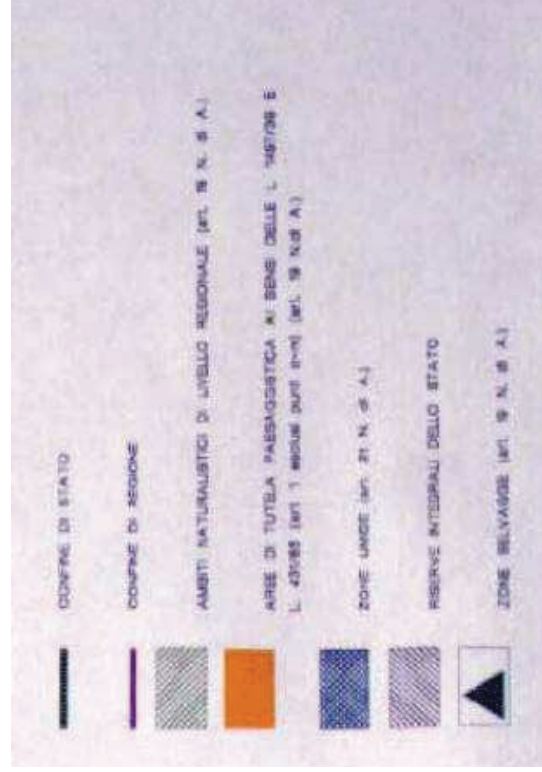 CONFINE DI STATO
CONFINE DI REGIONE
AMBITI NATURALISTICI DI LIVELLO REGIONALE (art. 19 N. di A.)
AREE DI TUTELA PAESAGGISTICA AI SENSI DELLE L. 1497/39 E
L. 431/85 (art. 1 esclusi punti) (art. 19 N.di A.)
ZONE UMIDE (art. 21 N. di A.)
RISERVE INTEGRALI DELLO STATO
ZONE SELVAGGE (art. 19 N. di A.)